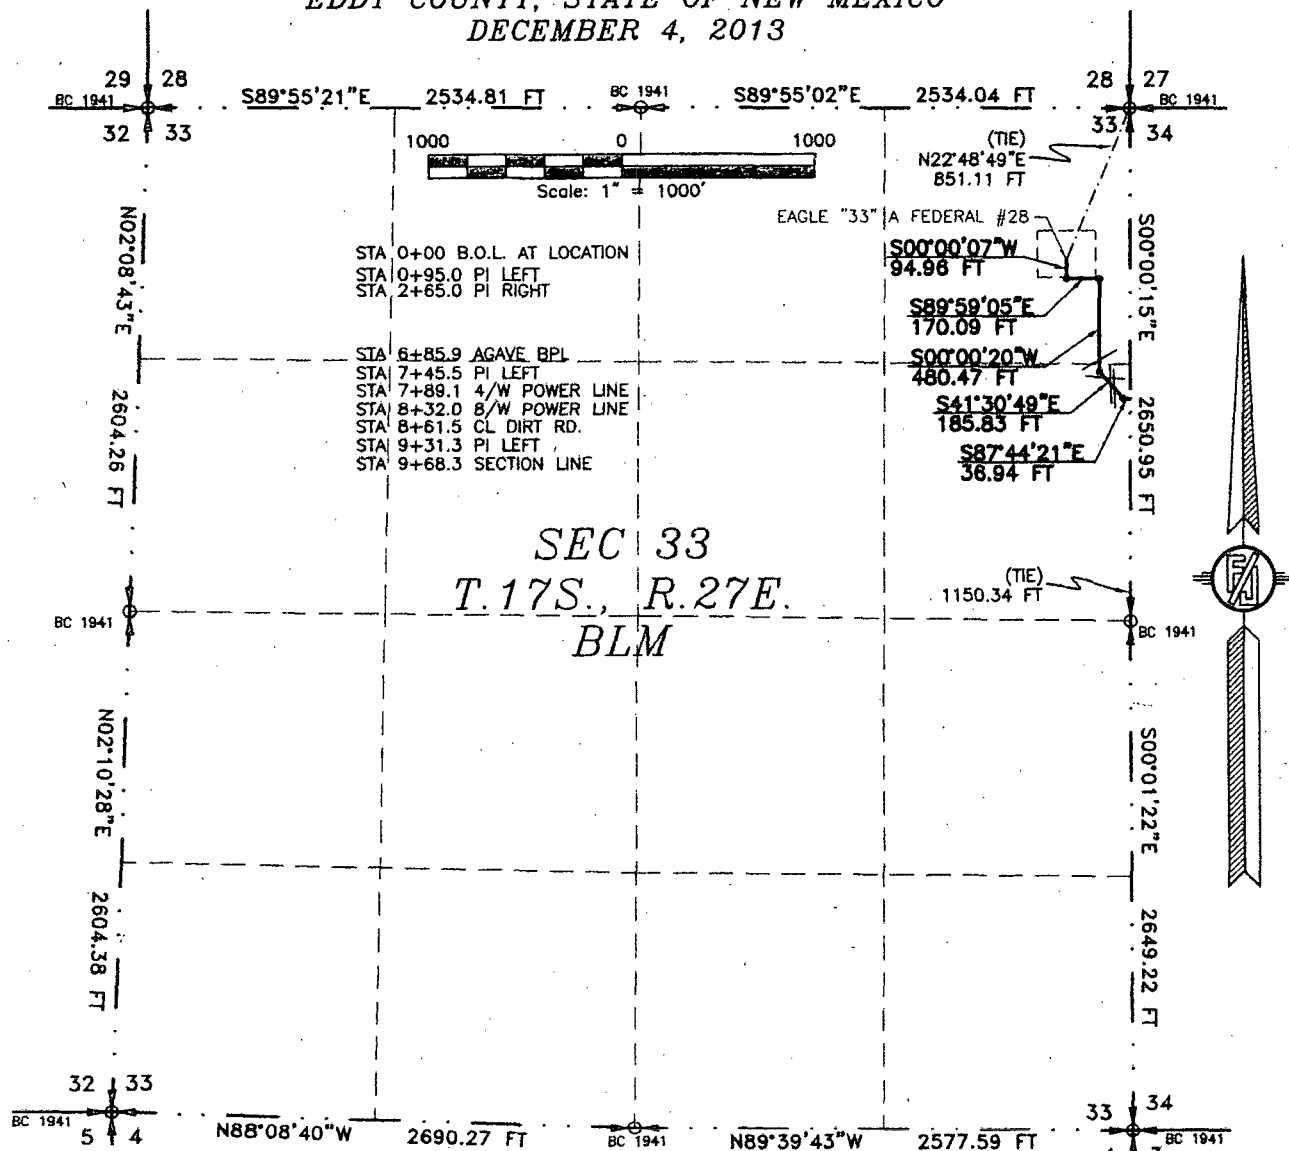 EDDY COUNTY, STATE OF NEW MEXICO
DECEMBER 4, 2013
29 28
BC 1941
32 33
S89°55'21"E 2534.81 FT
BC 1941
S89°55'02"E 2534.04 FT
28 27
BC 1941
33 34
1000 0 1000
Scale: 1" = 1000'
(TIE)
N22°48'49"E
851.11 FT
EAGLE "33" A FEDERAL #28
S00°00'07"W
94.96 FT
S89°59'05"E
170.09 FT
S00°00'20"W
480.47 FT
S41°30'49"E
185.83 FT
S87°44'21"E
36.94 FT
STA 0+00 B.O.L. AT LOCATION
STA 0+95.0 PI LEFT
STA 2+65.0 PI RIGHT
STA 6+85.9 AGAVE BPL
STA 7+45.5 PI LEFT
STA 7+89.1 4/W POWER LINE
STA 8+32.0 8/W POWER LINE
STA 8+61.5 CL DIRT RD.
STA 9+31.3 PI LEFT
STA 9+68.3 SECTION LINE
N02°08'43"E 2604.26 FT
S00°00'15"E 2650.95 FT
SEC 33
T.17S., R.27E.
BLM
(TIE)
1150.34 FT
BC 1941
BC 1941
N02°10'28"E 2604.38 FT
S00°01'22"E 2649.22 FT
32 33
BC 1941
5 4
N88°08'40"W 2690.27 FT
BC 1941
N89°39'43"W 2577.59 FT
33 34
BC 1941